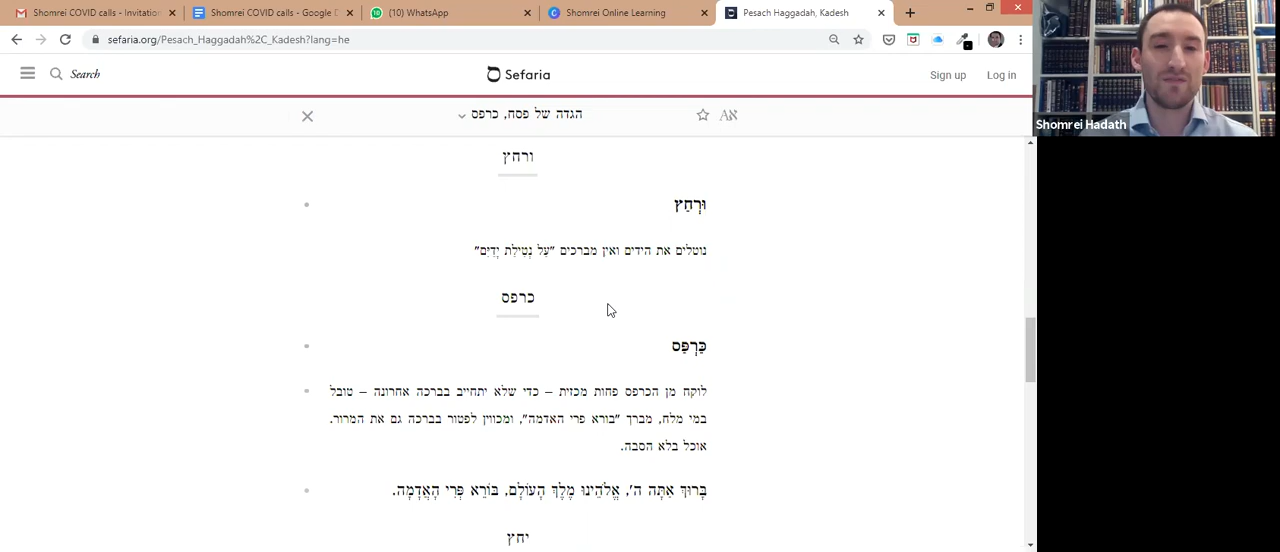 Shomrei COVID calls - Invitation
Shomrei COVID calls - Google D
(10) WhatsApp
Shomrei Online Learning
Pesach Haggadah, Kadesh
sefaria.org/Pesach_Haggadah%2C_Kadesh?lang=he
Search
Sefaria
Sign up
Log in
הגדה של פסח, כרפס
Shomrei Hadath
ורחץ
וּרְחַץ
נוטלים את הידים ואין מברכים "עַל נְטִילַת יָדַיִם"
כרפס
כַּרְפַּס
לוקח מן הכרפס פחות מכזית – כדי שלא יתחייב בברכה אחרונה – טובל
במי מלח, מברך "בורא פרי האדמה", ומכווין לפטור בברכה גם את המרור.
אוכל בלא הסבה.
בָּרוּךְ אַתָּה ה', אֱלֹהֵינוּ מֶלֶךְ הָעוֹלָם, בּוֹרֵא פְּרִי הָאֲדָמָה.
יחץ